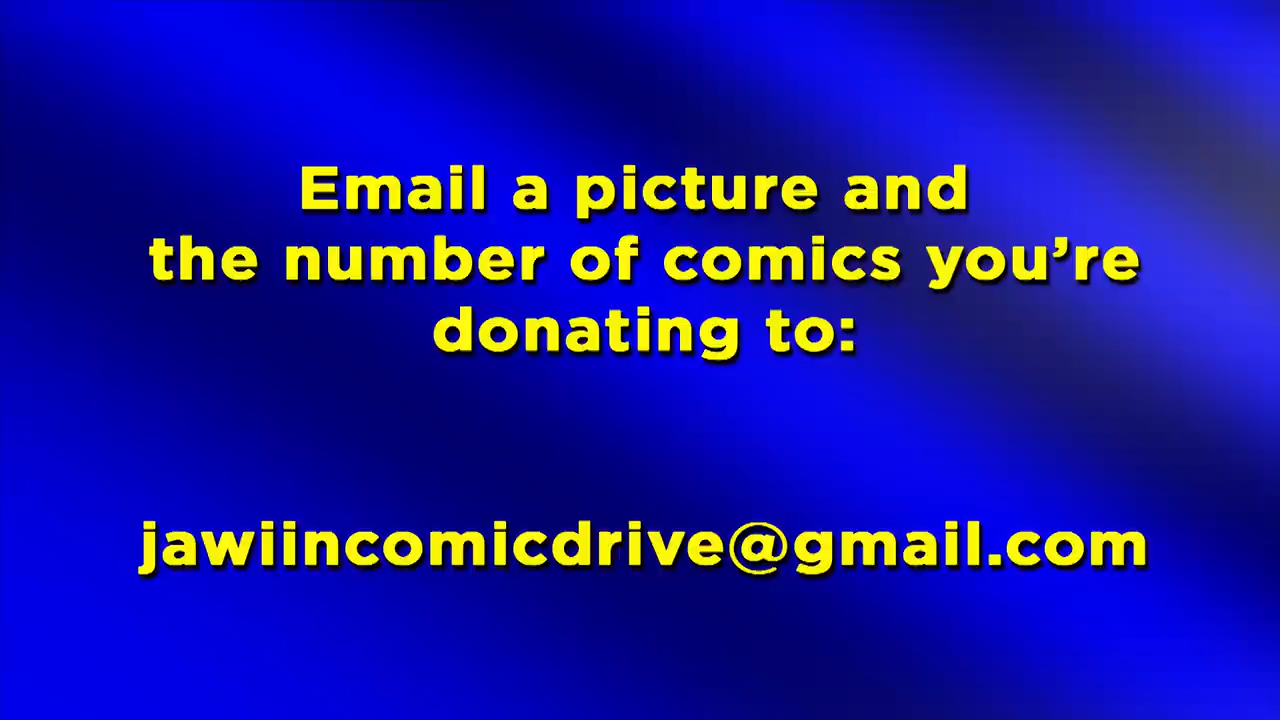 Email a picture and
the number of comics you’re
donating to:
jawiincomicdrive@gmail.com